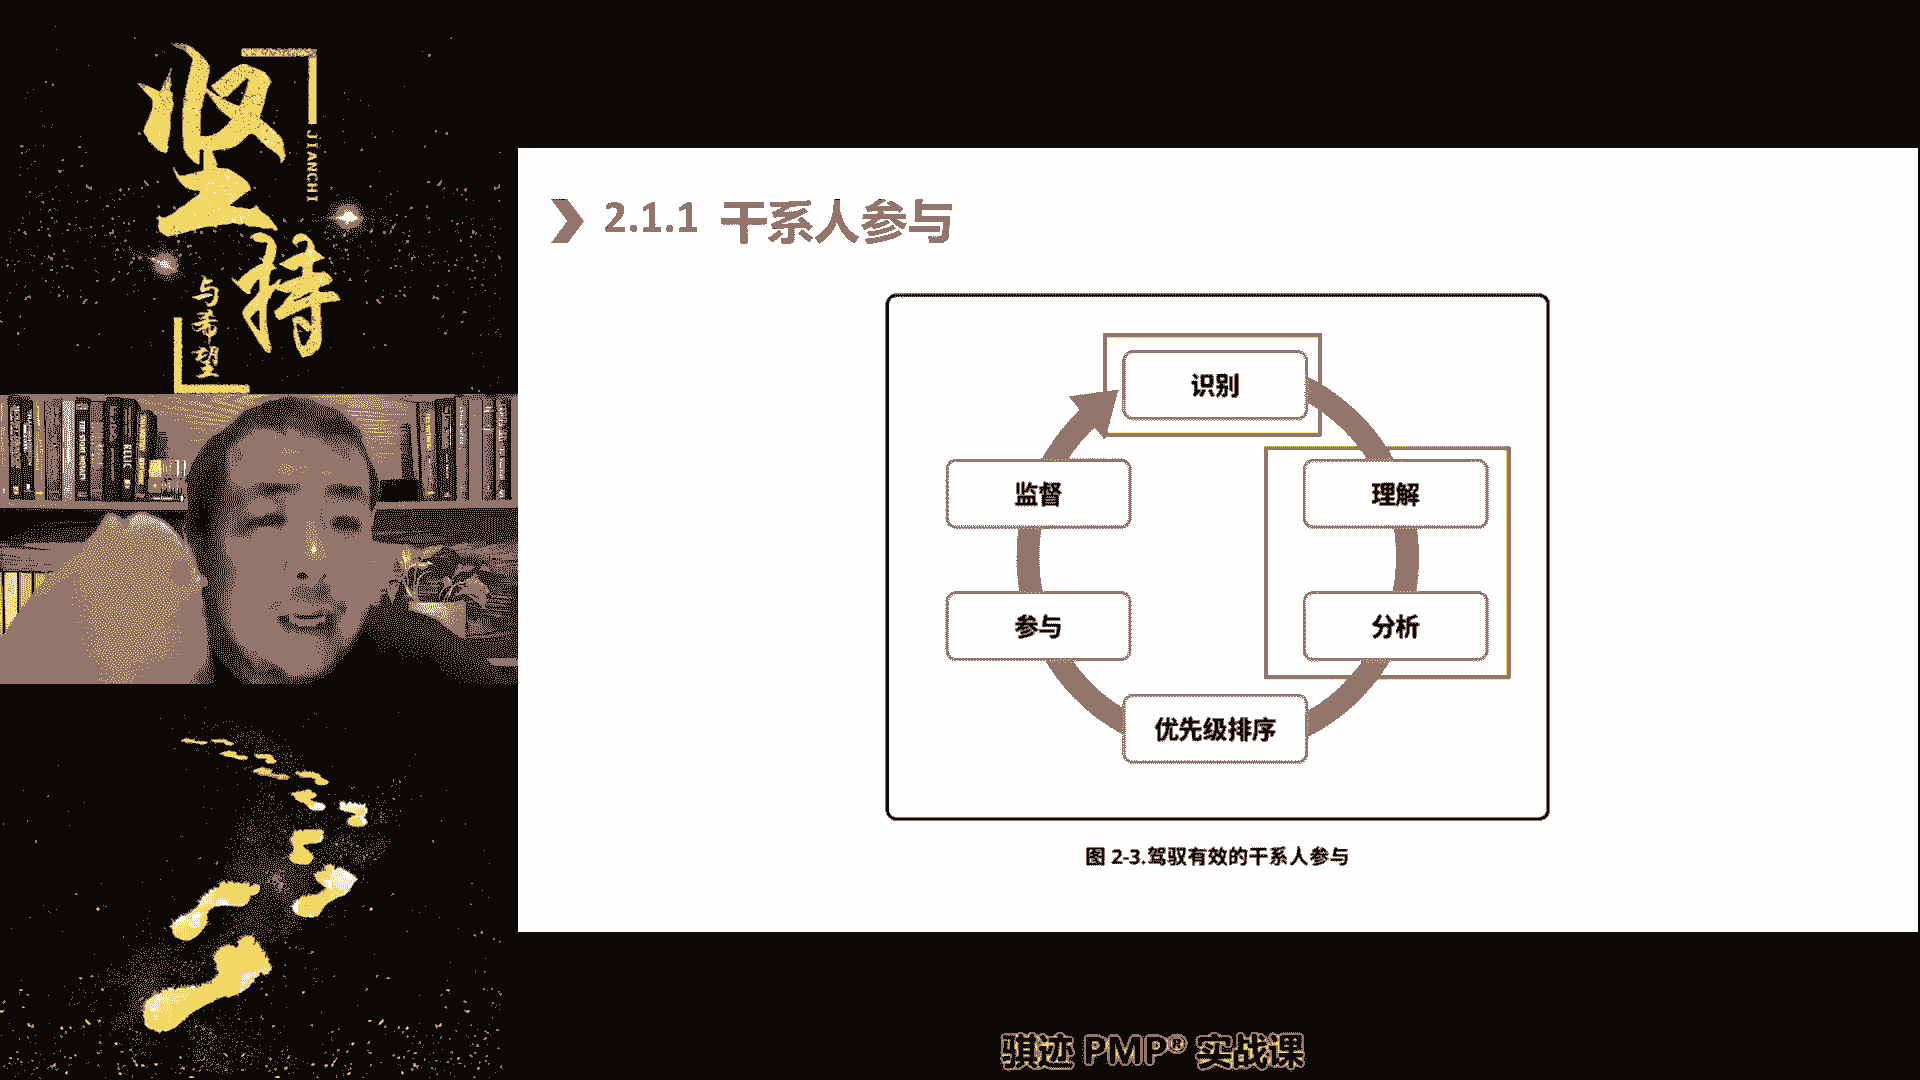 坚持
JIANCHI
与希望
2.1.1 干系人参与
识别
理解
分析
优先级排序
参与
监督
图 2-3.驾驭有效的干系人参与
骐迹 PMP® 实战课